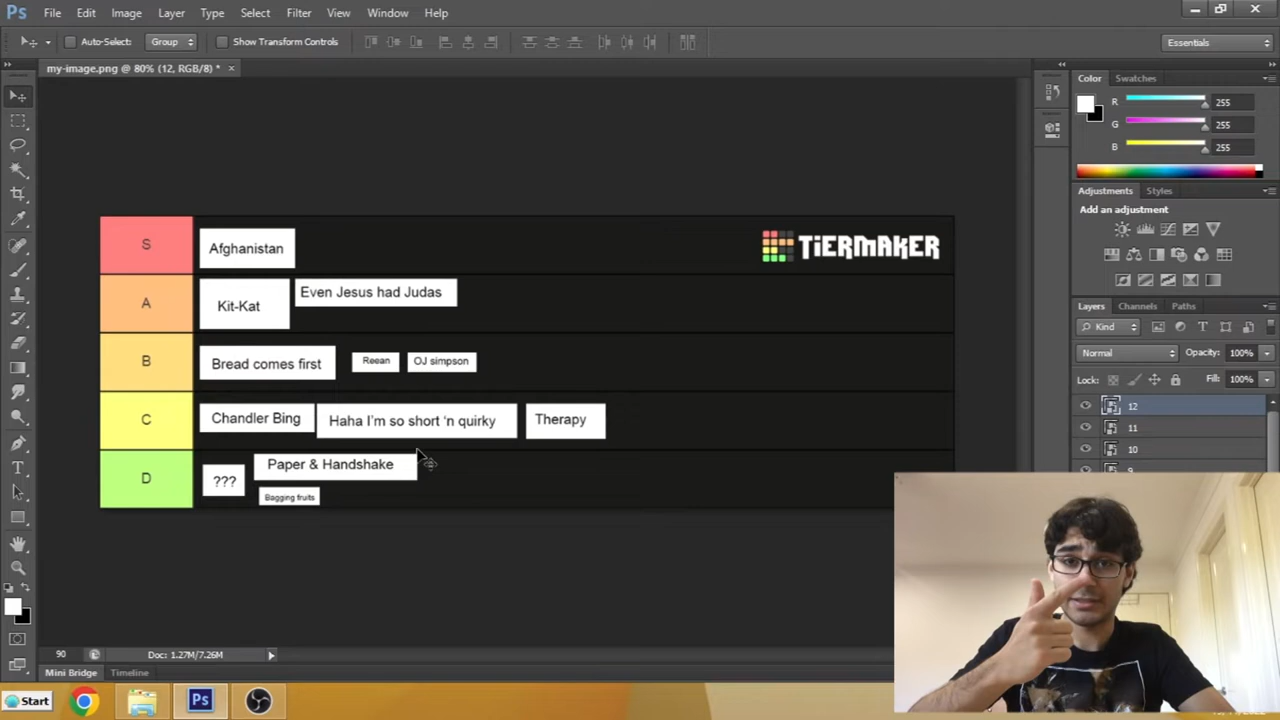 Ps File Edit Image Layer Type Select Filter View Window Help
Auto-Select: Group Show Transform Controls Essentials
my-image.png @ 80% (12, RGB/8) *
S Afghanistan TiERMAKER
A Kit-Kat Even Jesus had Judas
B Bread comes first Reean OJ simpson
C Chandler Bing Haha I'm so short 'n quirky Therapy
D ??? Paper & Handshake
Bagging fruits
Color Swatches
R 255
G 255
B 255
Adjustments Styles
Add an adjustment
Layers Channels Paths
Kind
Normal Opacity: 100%
Lock: Fill: 100%
12
11
10
90 Doc: 1.27M/7.26M
Mini Bridge Timeline
Start Ps